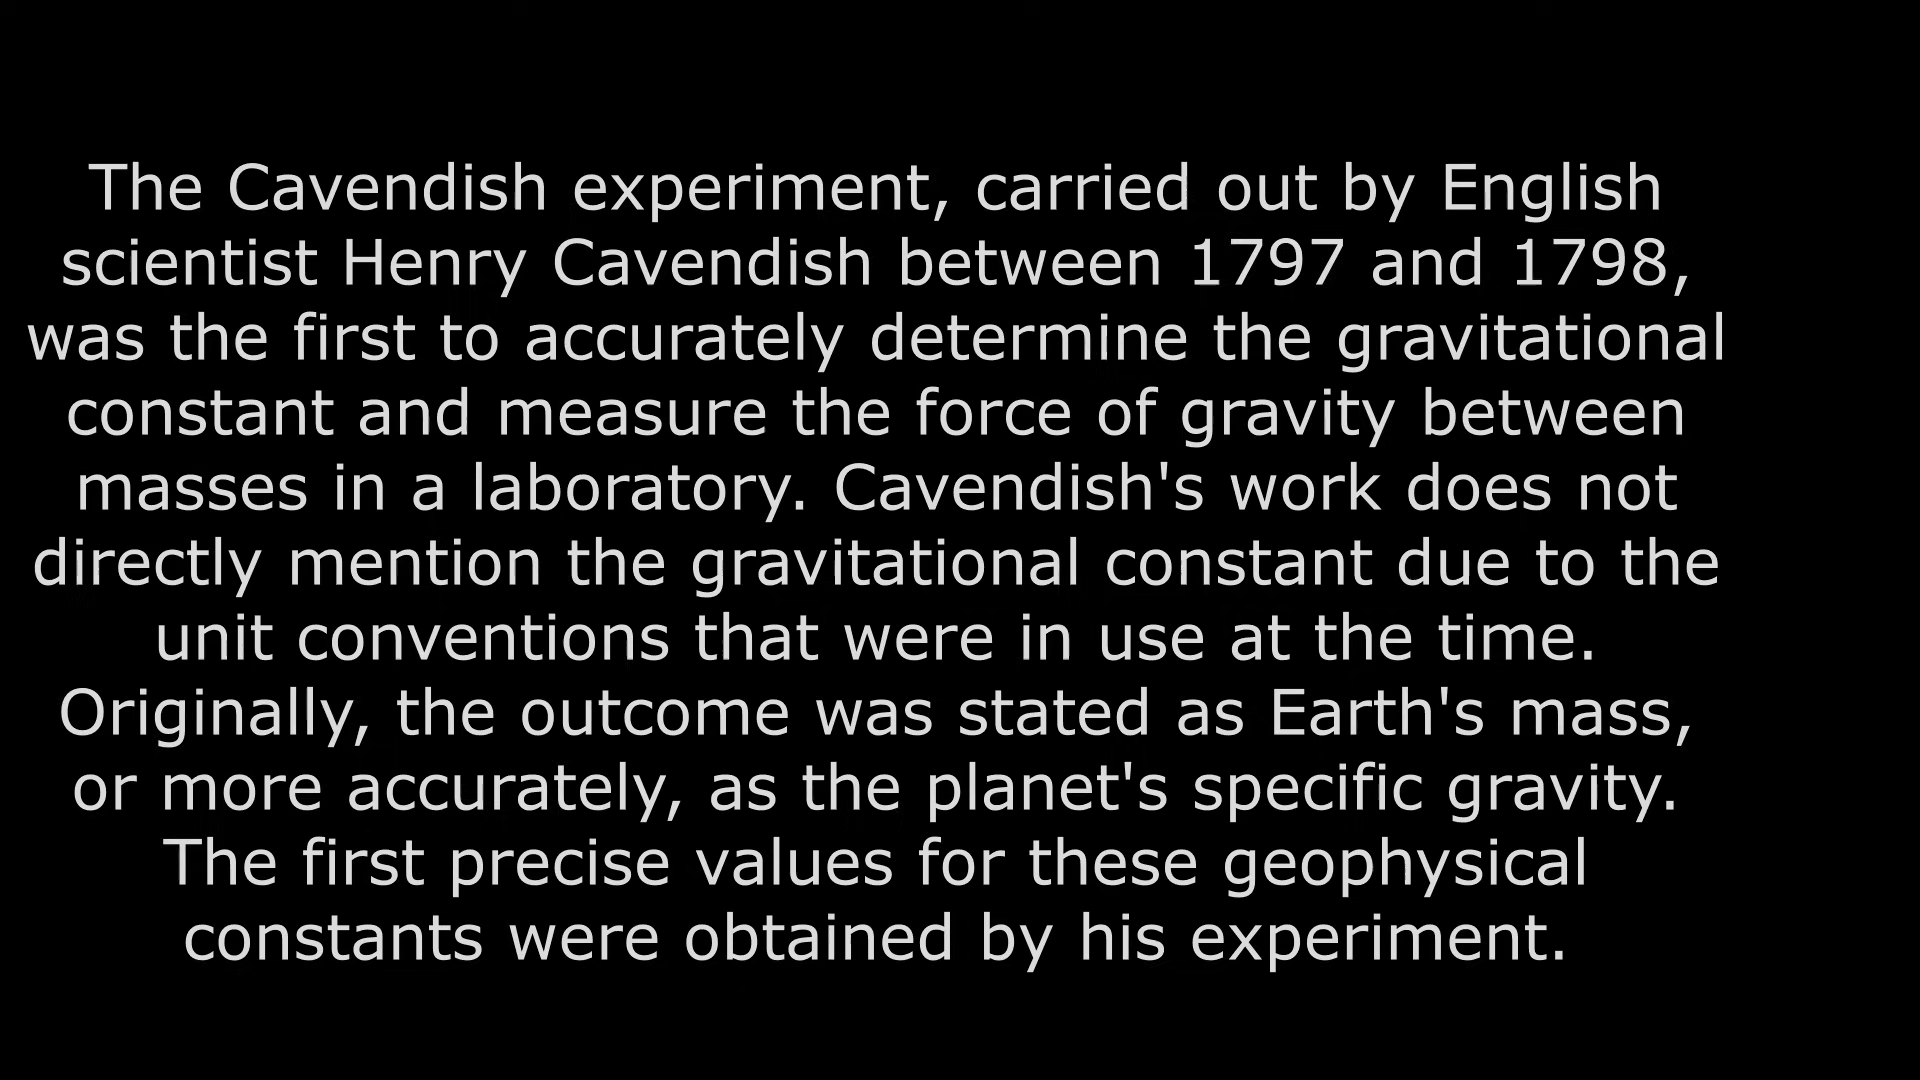 The Cavendish experiment, carried out by English
scientist Henry Cavendish between 1797 and 1798,
was the first to accurately determine the gravitational
constant and measure the force of gravity between
masses in a laboratory. Cavendish's work does not
directly mention the gravitational constant due to the
unit conventions that were in use at the time.
Originally, the outcome was stated as Earth's mass,
or more accurately, as the planet's specific gravity.
The first precise values for these geophysical
constants were obtained by his experiment.